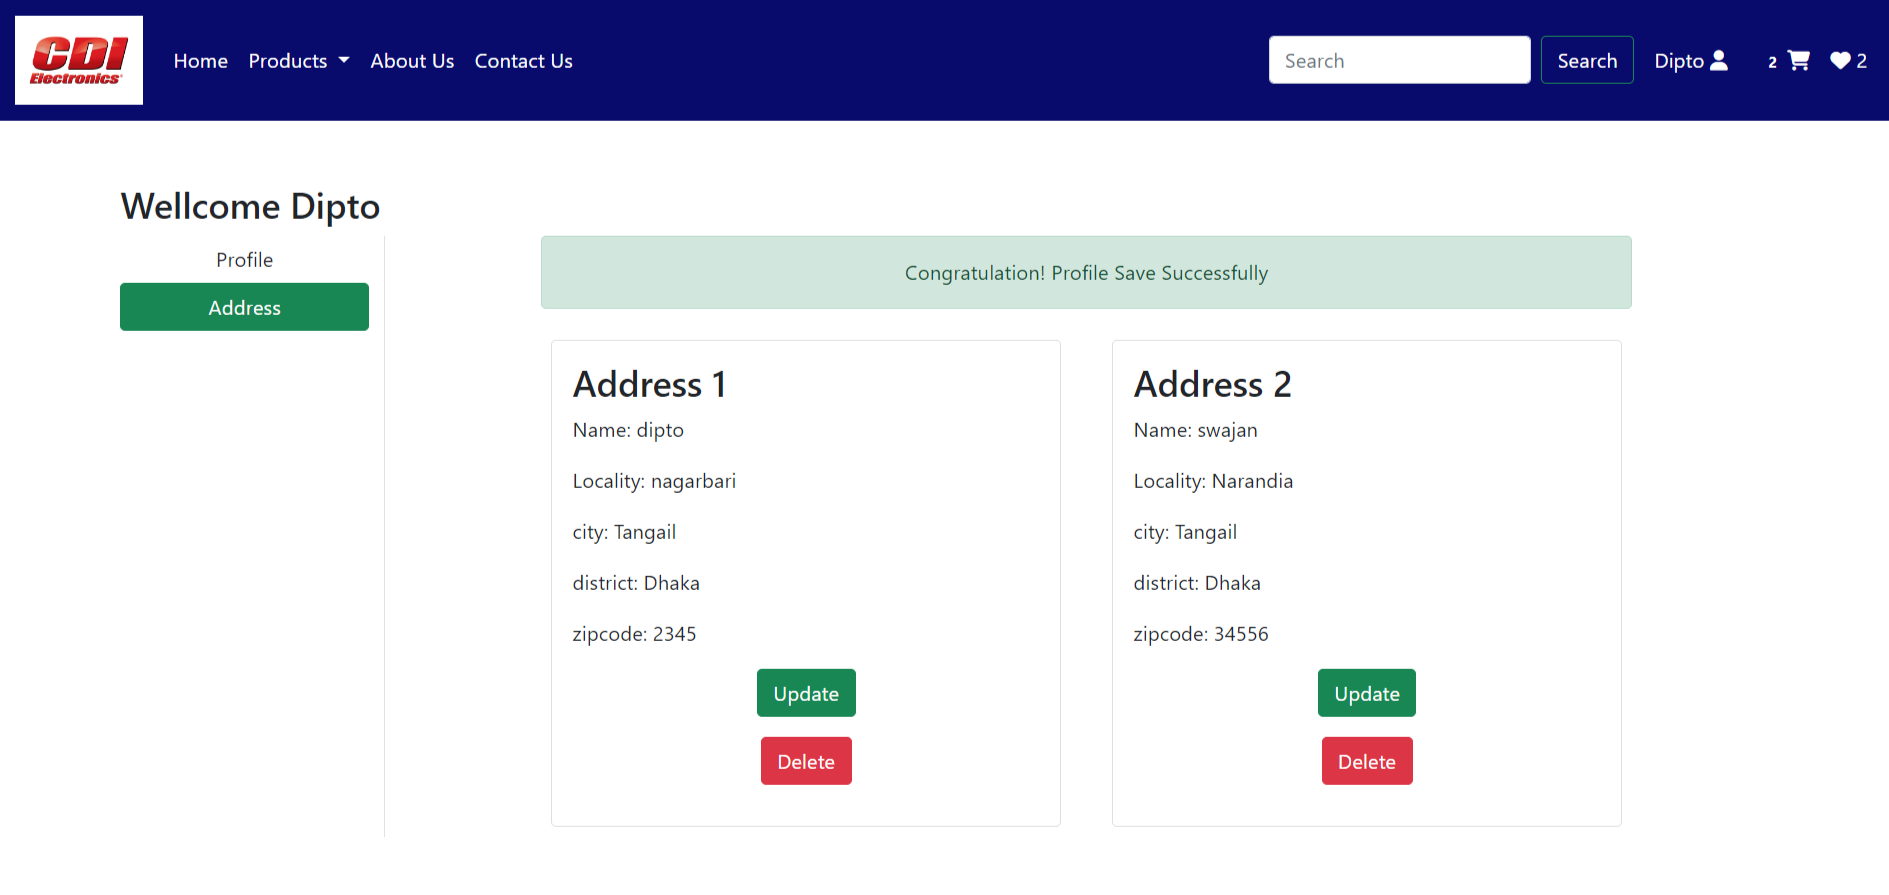 CDI
Electronics
Home Products About Us Contact Us Search Search Dipto 2 2
Wellcome Dipto
Profile
Address
Congratulation! Profile Save Successfully
Address 1
Name: dipto
Locality: nagarbari
city: Tangail
district: Dhaka
zipcode: 2345
Update
Delete
Address 2
Name: swajan
Locality: Narandia
city: Tangail
district: Dhaka
zipcode: 34556
Update
Delete